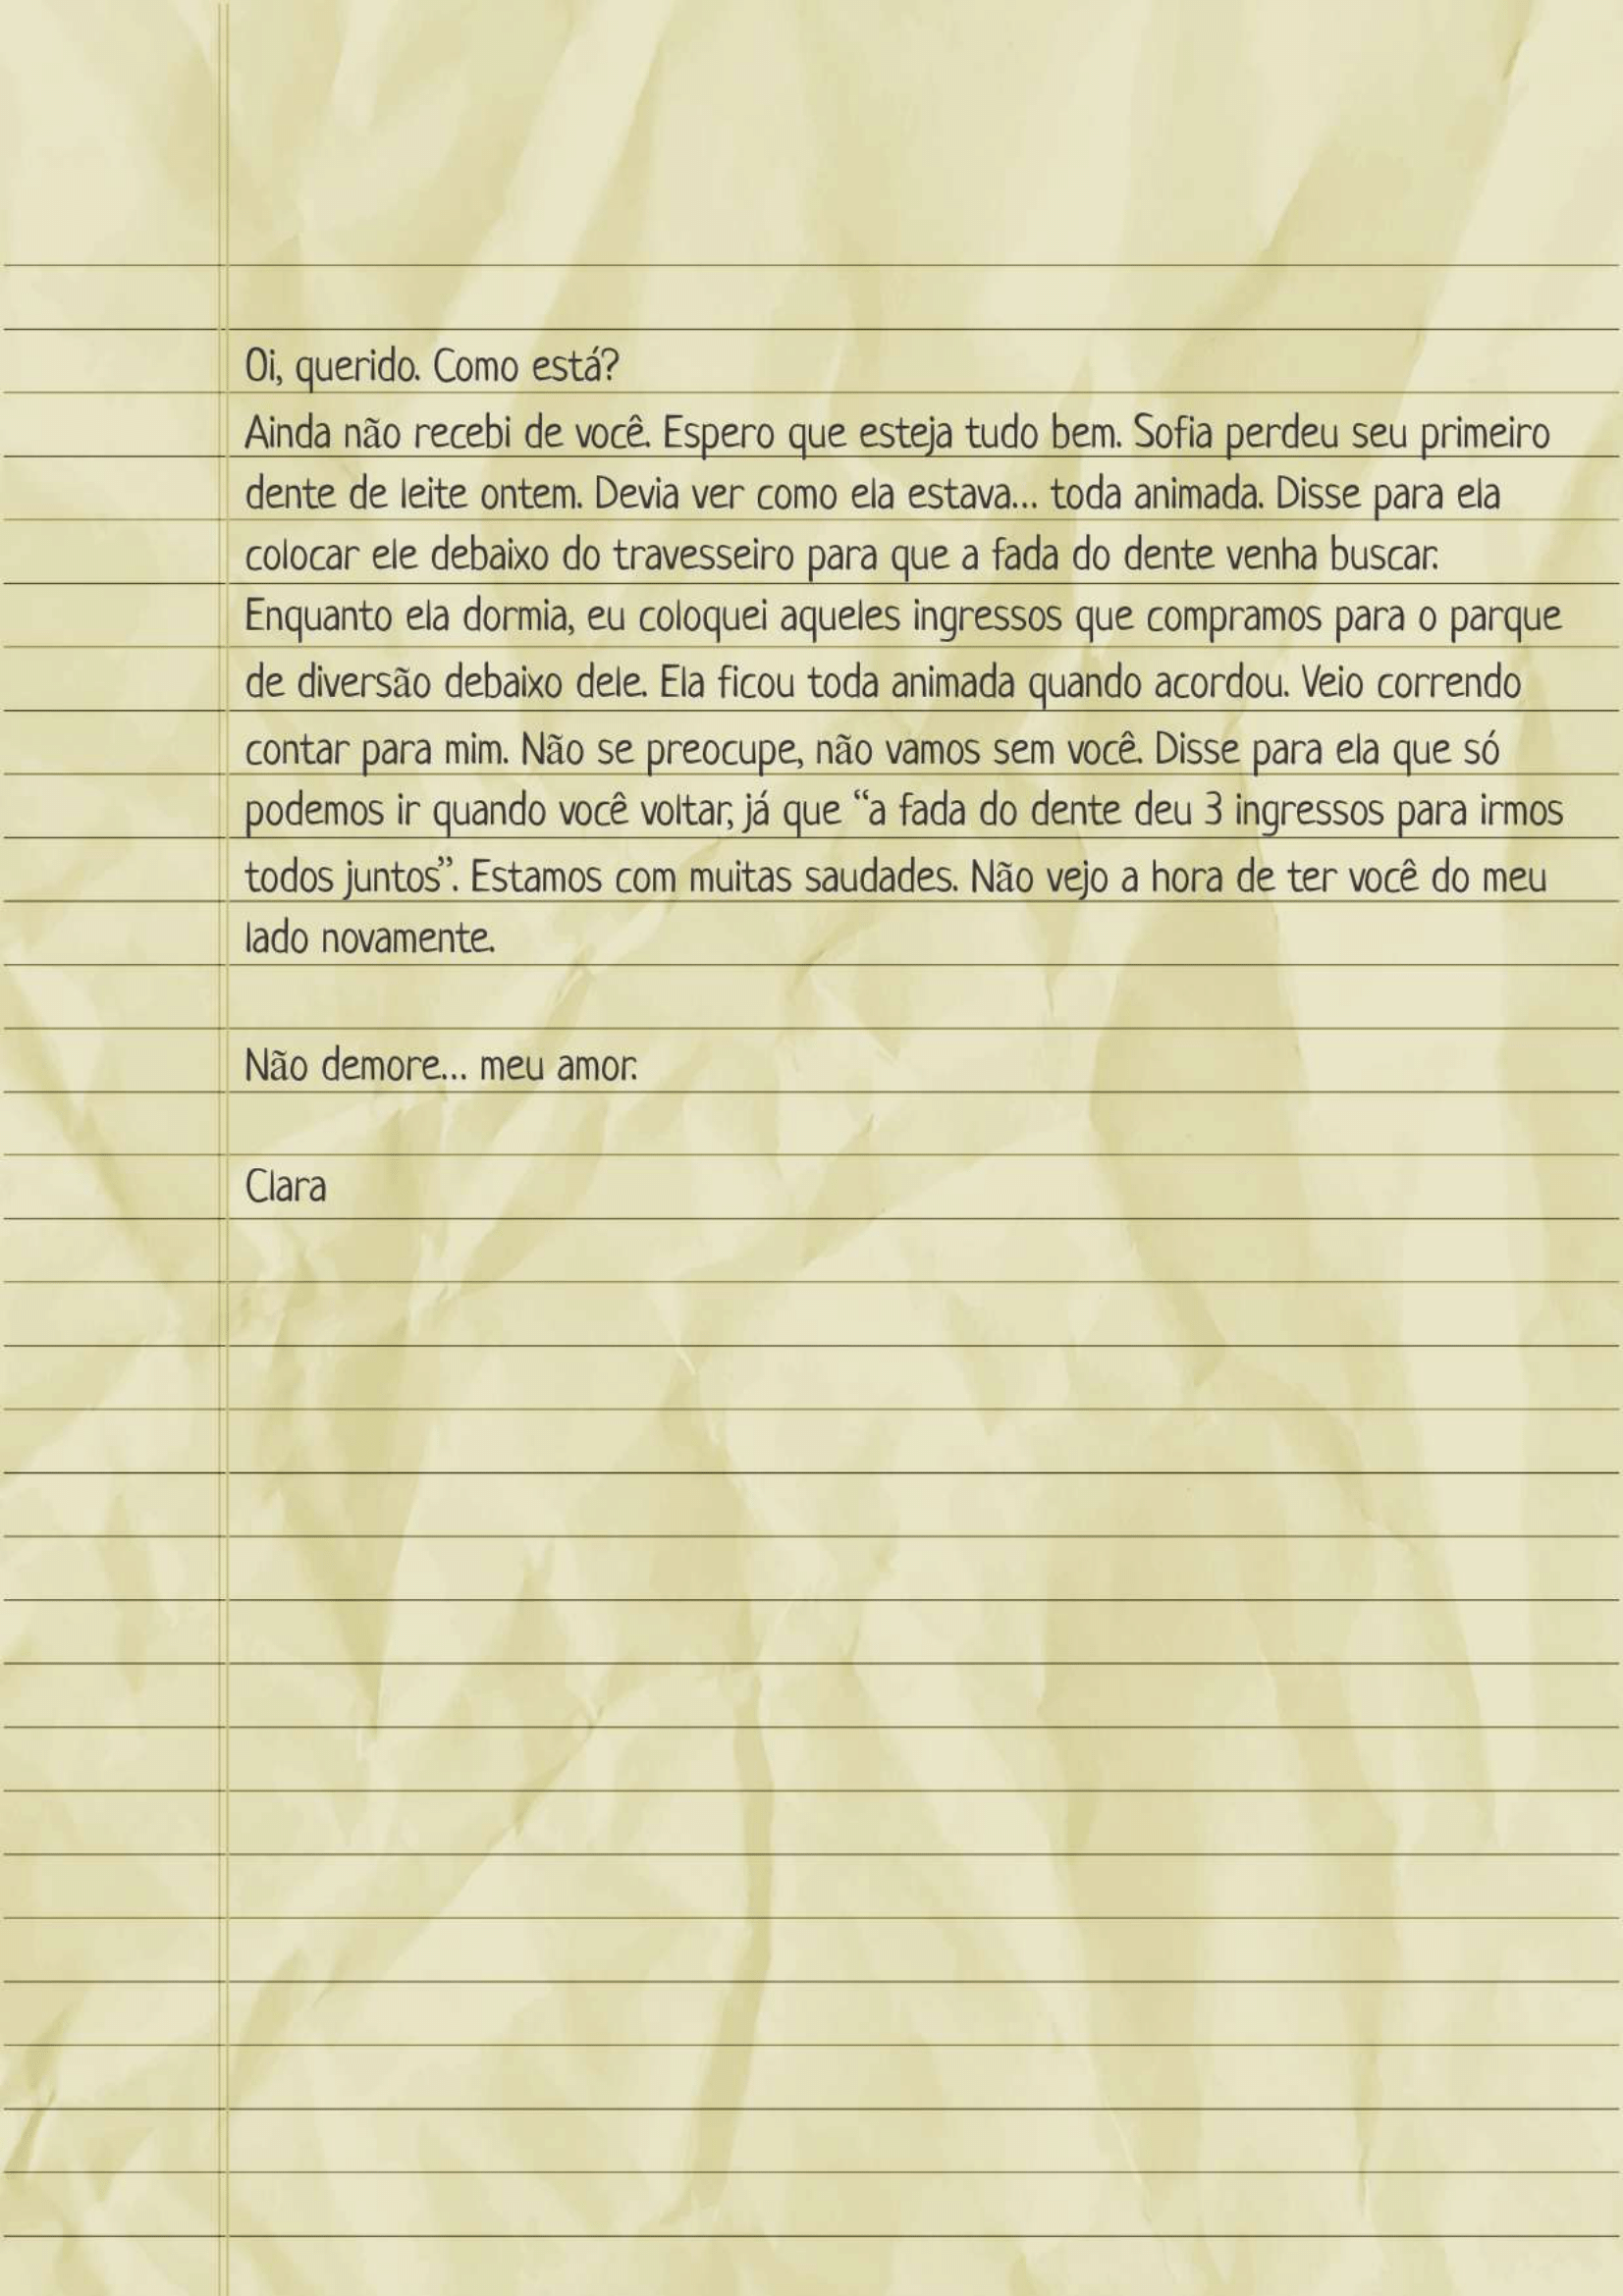 Oi, querido. Como está?
Ainda não recebi de você. Espero que esteja tudo bem. Sofia perdeu seu primeiro
dente de leite ontem. Devia ver como ela estava... toda animada. Disse para ela
colocar ele debaixo do travesseiro para que a fada do dente venha buscar.
Enquanto ela dormia, eu coloquei aqueles ingressos que compramos para o parque
de diversão debaixo dele. Ela ficou toda animada quando acordou. Veio correndo
contar para mim. Não se preocupe, não vamos sem você. Disse para ela que só
podemos ir quando você voltar, já que “a fada do dente deu 3 ingressos para irmos
todos juntos”. Estamos com muitas saudades. Não vejo a hora de ter você do meu
lado novamente.
Não demore... meu amor.
Clara